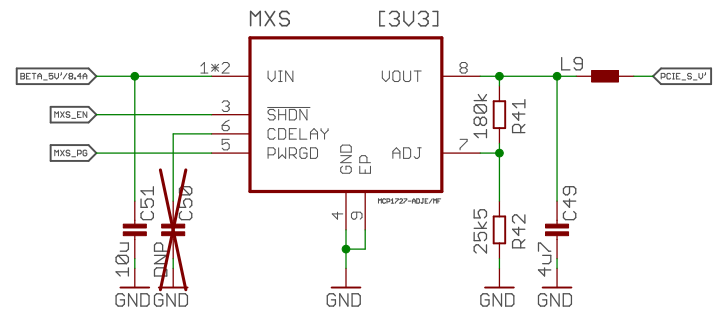 MXS [3V3]
BETA_5V'/8.4A 1*2 VIN VOUT 8 L9 PCIE_S_V'
MXS_EN 3 SHDN
6 CDELAY
MXS_PG 5 PWRGD GND EP ADJ 7
180k R41
MCP1727-ADJE/MF
C51 10u
C50 DNP
4 9
25k5 R42
C49 4u7
GND GND GND GND GND